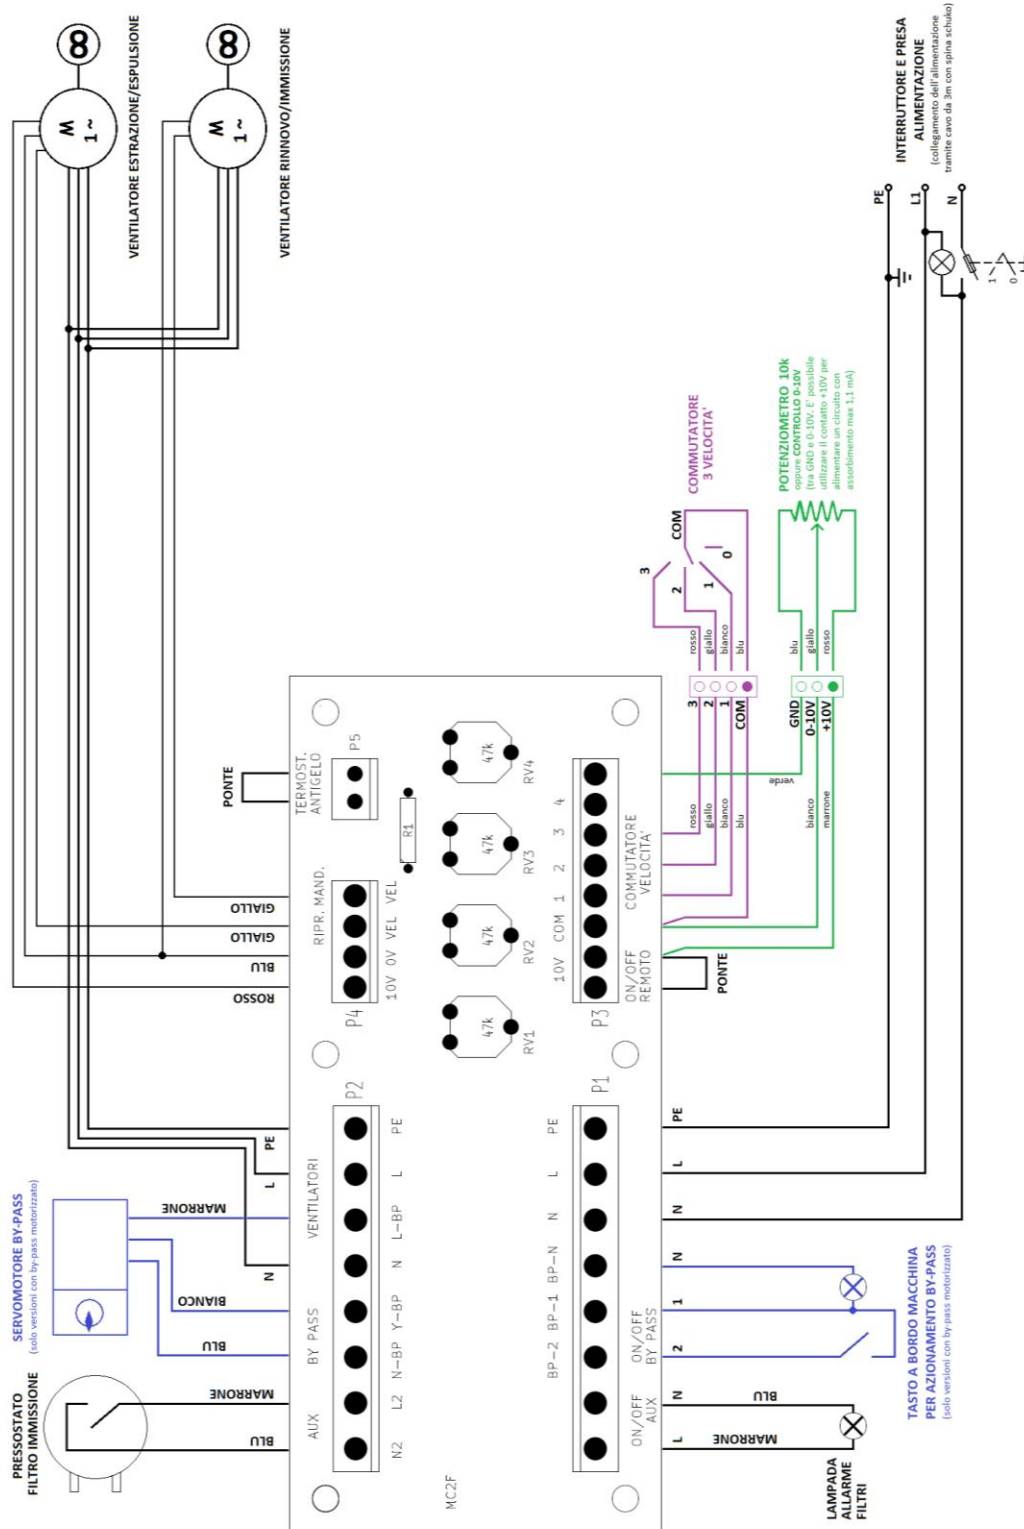 8
8
M
1~
M
1~
VENTILATORE ESTRAZIONE/ESPULSIONE
VENTILATORE RINNOVO/IMMISSIONE
INTERRUTTORE E PRESA
ALIMENTAZIONE
(collegamento dell'alimentazione
tramite cavo da 3m con spina schuko)
PE
L1
N
1
0
POTENZIOMETRO 10k
oppure CONTROLLO 0-10V
(tra GND e 0-10V. E' possibile
utilizzare il contatto +10V per
alimentare un circuito con
assorbimento max 1,1 mA)
COMMUTATORE
3 VELOCITA'
COM
3
2
1
0
rosso
giallo
bianco
blu
blu
giallo
rosso
3
2
1
COM
GND
0-10V
+10V
verde
rosso
giallo
bianco
blu
bianco
marrone
PONTE
TERMOST.
ANTIGELO
P5
R1
47k
RV4
47k
RV3
47k
RV2
47k
RV1
GIALLO
GIALLO
BLU
ROSSO
RIPR. MAND.
10V 0V VEL VEL
P4
10V COM 1 2 3 4
COMMUTATORE
VELOCITA'
ON/OFF
REMOTO
P3
PONTE
P2
P1
PE
L
N
VENTILATORI
PE
L
L-BP
N
Y-BP
N-BP
L2
N2
BY PASS
AUX
MC2F
PE
L
N
BP-N
BP-1
BP-2
ON/OFF
BY PASS
ON/OFF
AUX
PE
L
N
N
1
2
N
L
BLU
MARRONE
SERVOMOTORE BY-PASS
(solo versioni con by-pass motorizzato)
MARRONE
BIANCO
BLU
PRESSOSTATO
FILTRO IMMISSIONE
MARRONE
BLU
TASTO A BORDO MACCHINA
PER AZIONAMENTO BY-PASS
(solo versioni con by-pass motorizzato)
LAMPADA
ALLARME
FILTRI